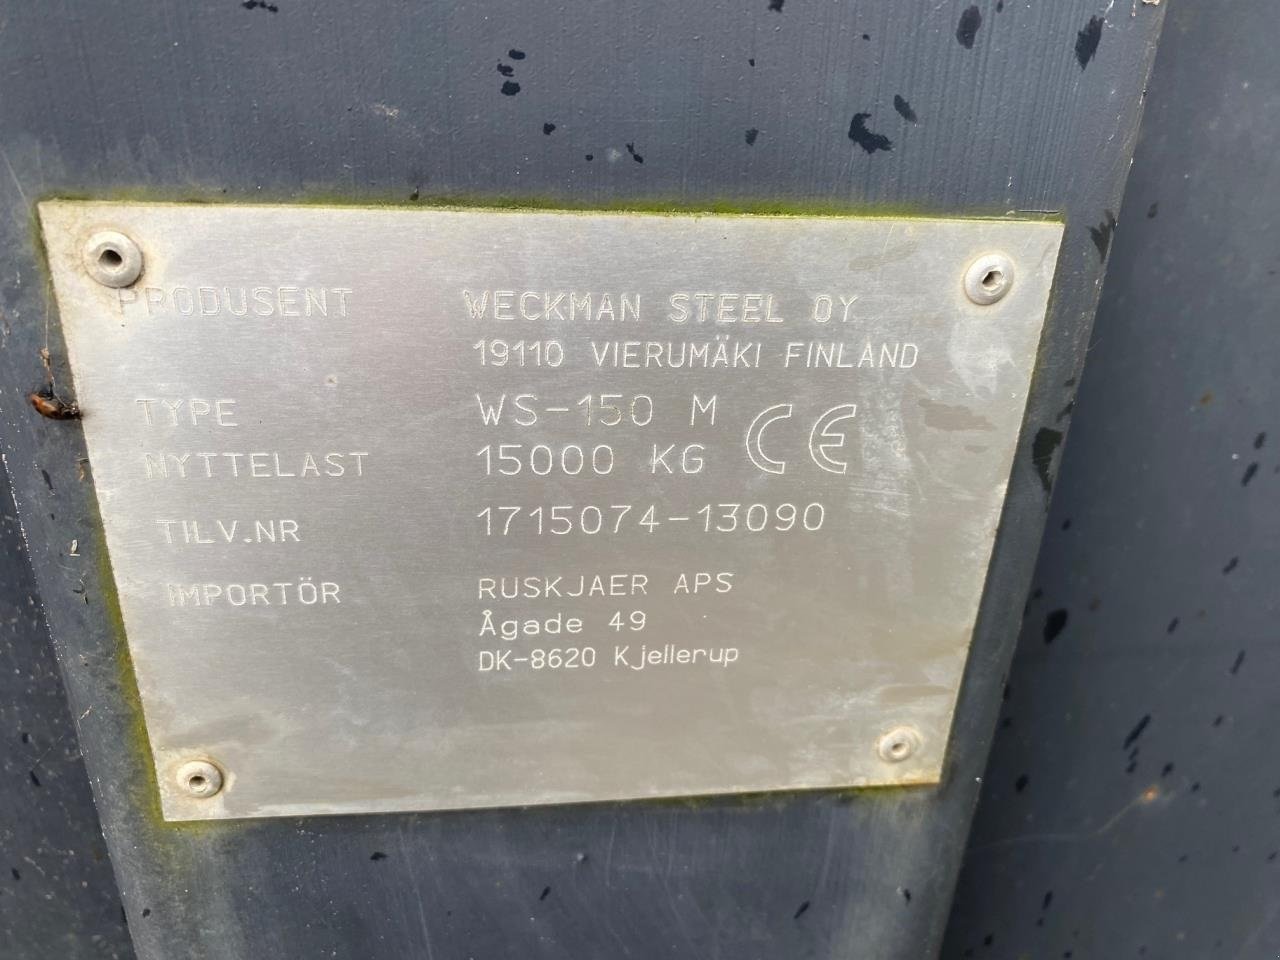 PRODUSENT WECKMAN STEEL OY
19110 VIERUMÄKI FINLAND
TYPE WS-150 M CE
NYTTELAST 15000 KG
TILV.NR 1715074-13090
IMPORTÖR RUSKJAER APS
Ågade 49
DK-8620 Kjellerup